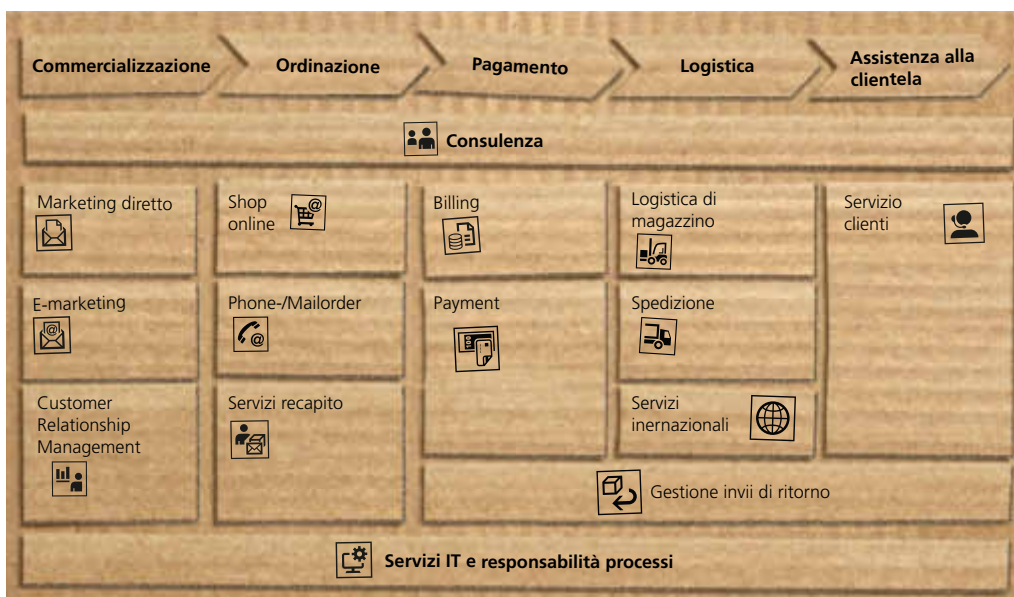 Commercializzazione
Ordinazione
Pagamento
Logistica
Assistenza alla
clientela
Consulenza
Marketing diretto
Shop
online
Billing
Logistica di
magazzino
Servizio
clienti
E-marketing
Phone-/Mailorder
Payment
Spedizione
Customer
Relationship
Management
Servizi recapito
Servizi
inernazionali
Gestione invii di ritorno
Servizi IT e responsabilità processi